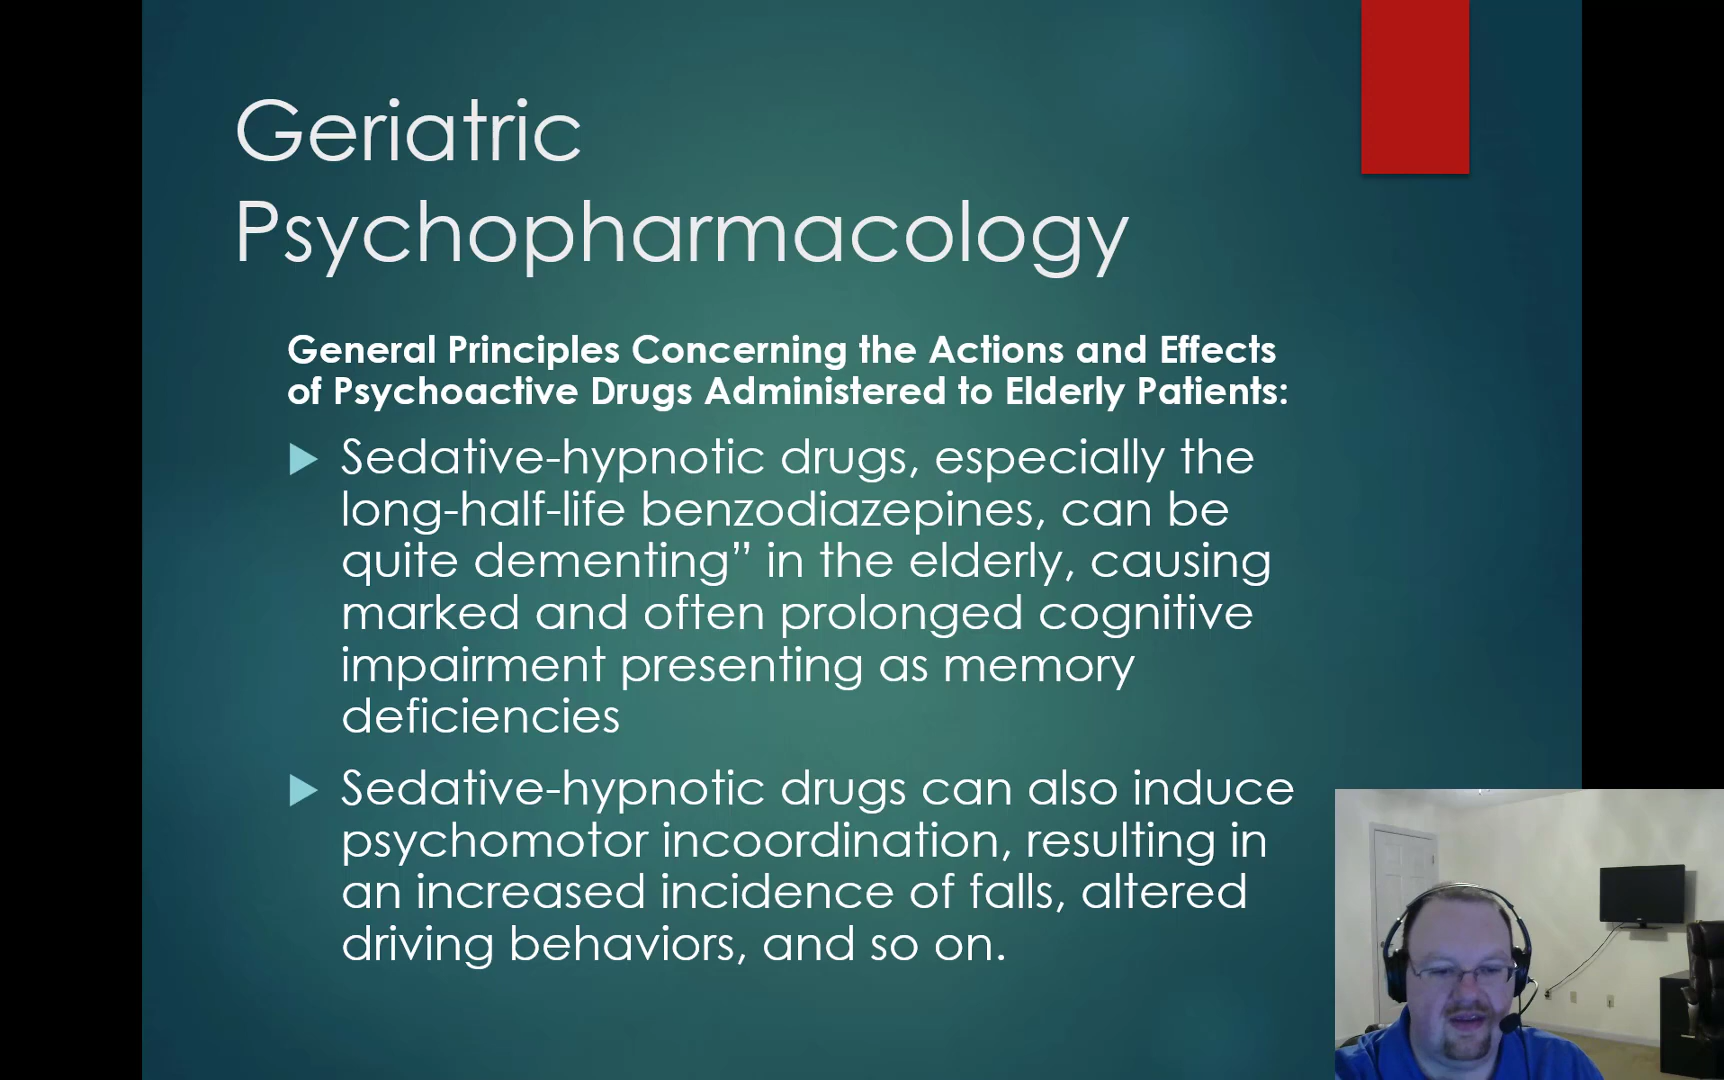 Geriatric
Psychopharmacology
General Principles Concerning the Actions and Effects
of Psychoactive Drugs Administered to Elderly Patients:
Sedative-hypnotic drugs, especially the
long-half-life benzodiazepines, can be
quite dementing” in the elderly, causing
marked and often prolonged cognitive
impairment presenting as memory
deficiencies
Sedative-hypnotic drugs can also induce
psychomotor incoordination, resulting in
an increased incidence of falls, altered
driving behaviors, and so on.